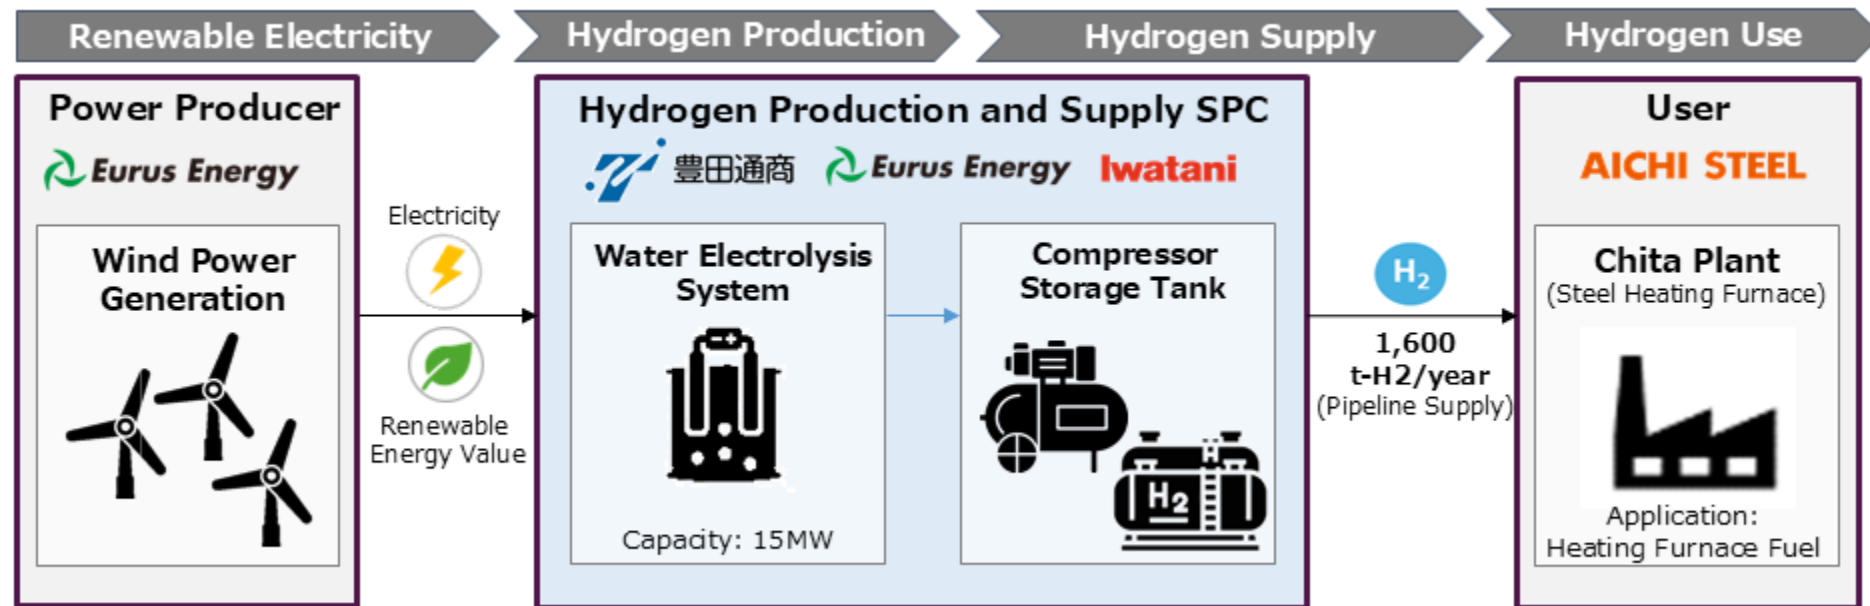 Renewable Electricity
Hydrogen Production
Hydrogen Supply
Hydrogen Use
Power Producer
Eurus Energy
Wind Power
Generation
Electricity
Renewable
Energy Value
Hydrogen Production and Supply SPC
豊田通商
Eurus Energy
Iwatani
Water Electrolysis
System
Capacity: 15MW
Compressor
Storage Tank
H2
H₂
1,600
t-H2/year
(Pipeline Supply)
User
AICHI STEEL
Chita Plant
(Steel Heating Furnace)
Application:
Heating Furnace Fuel